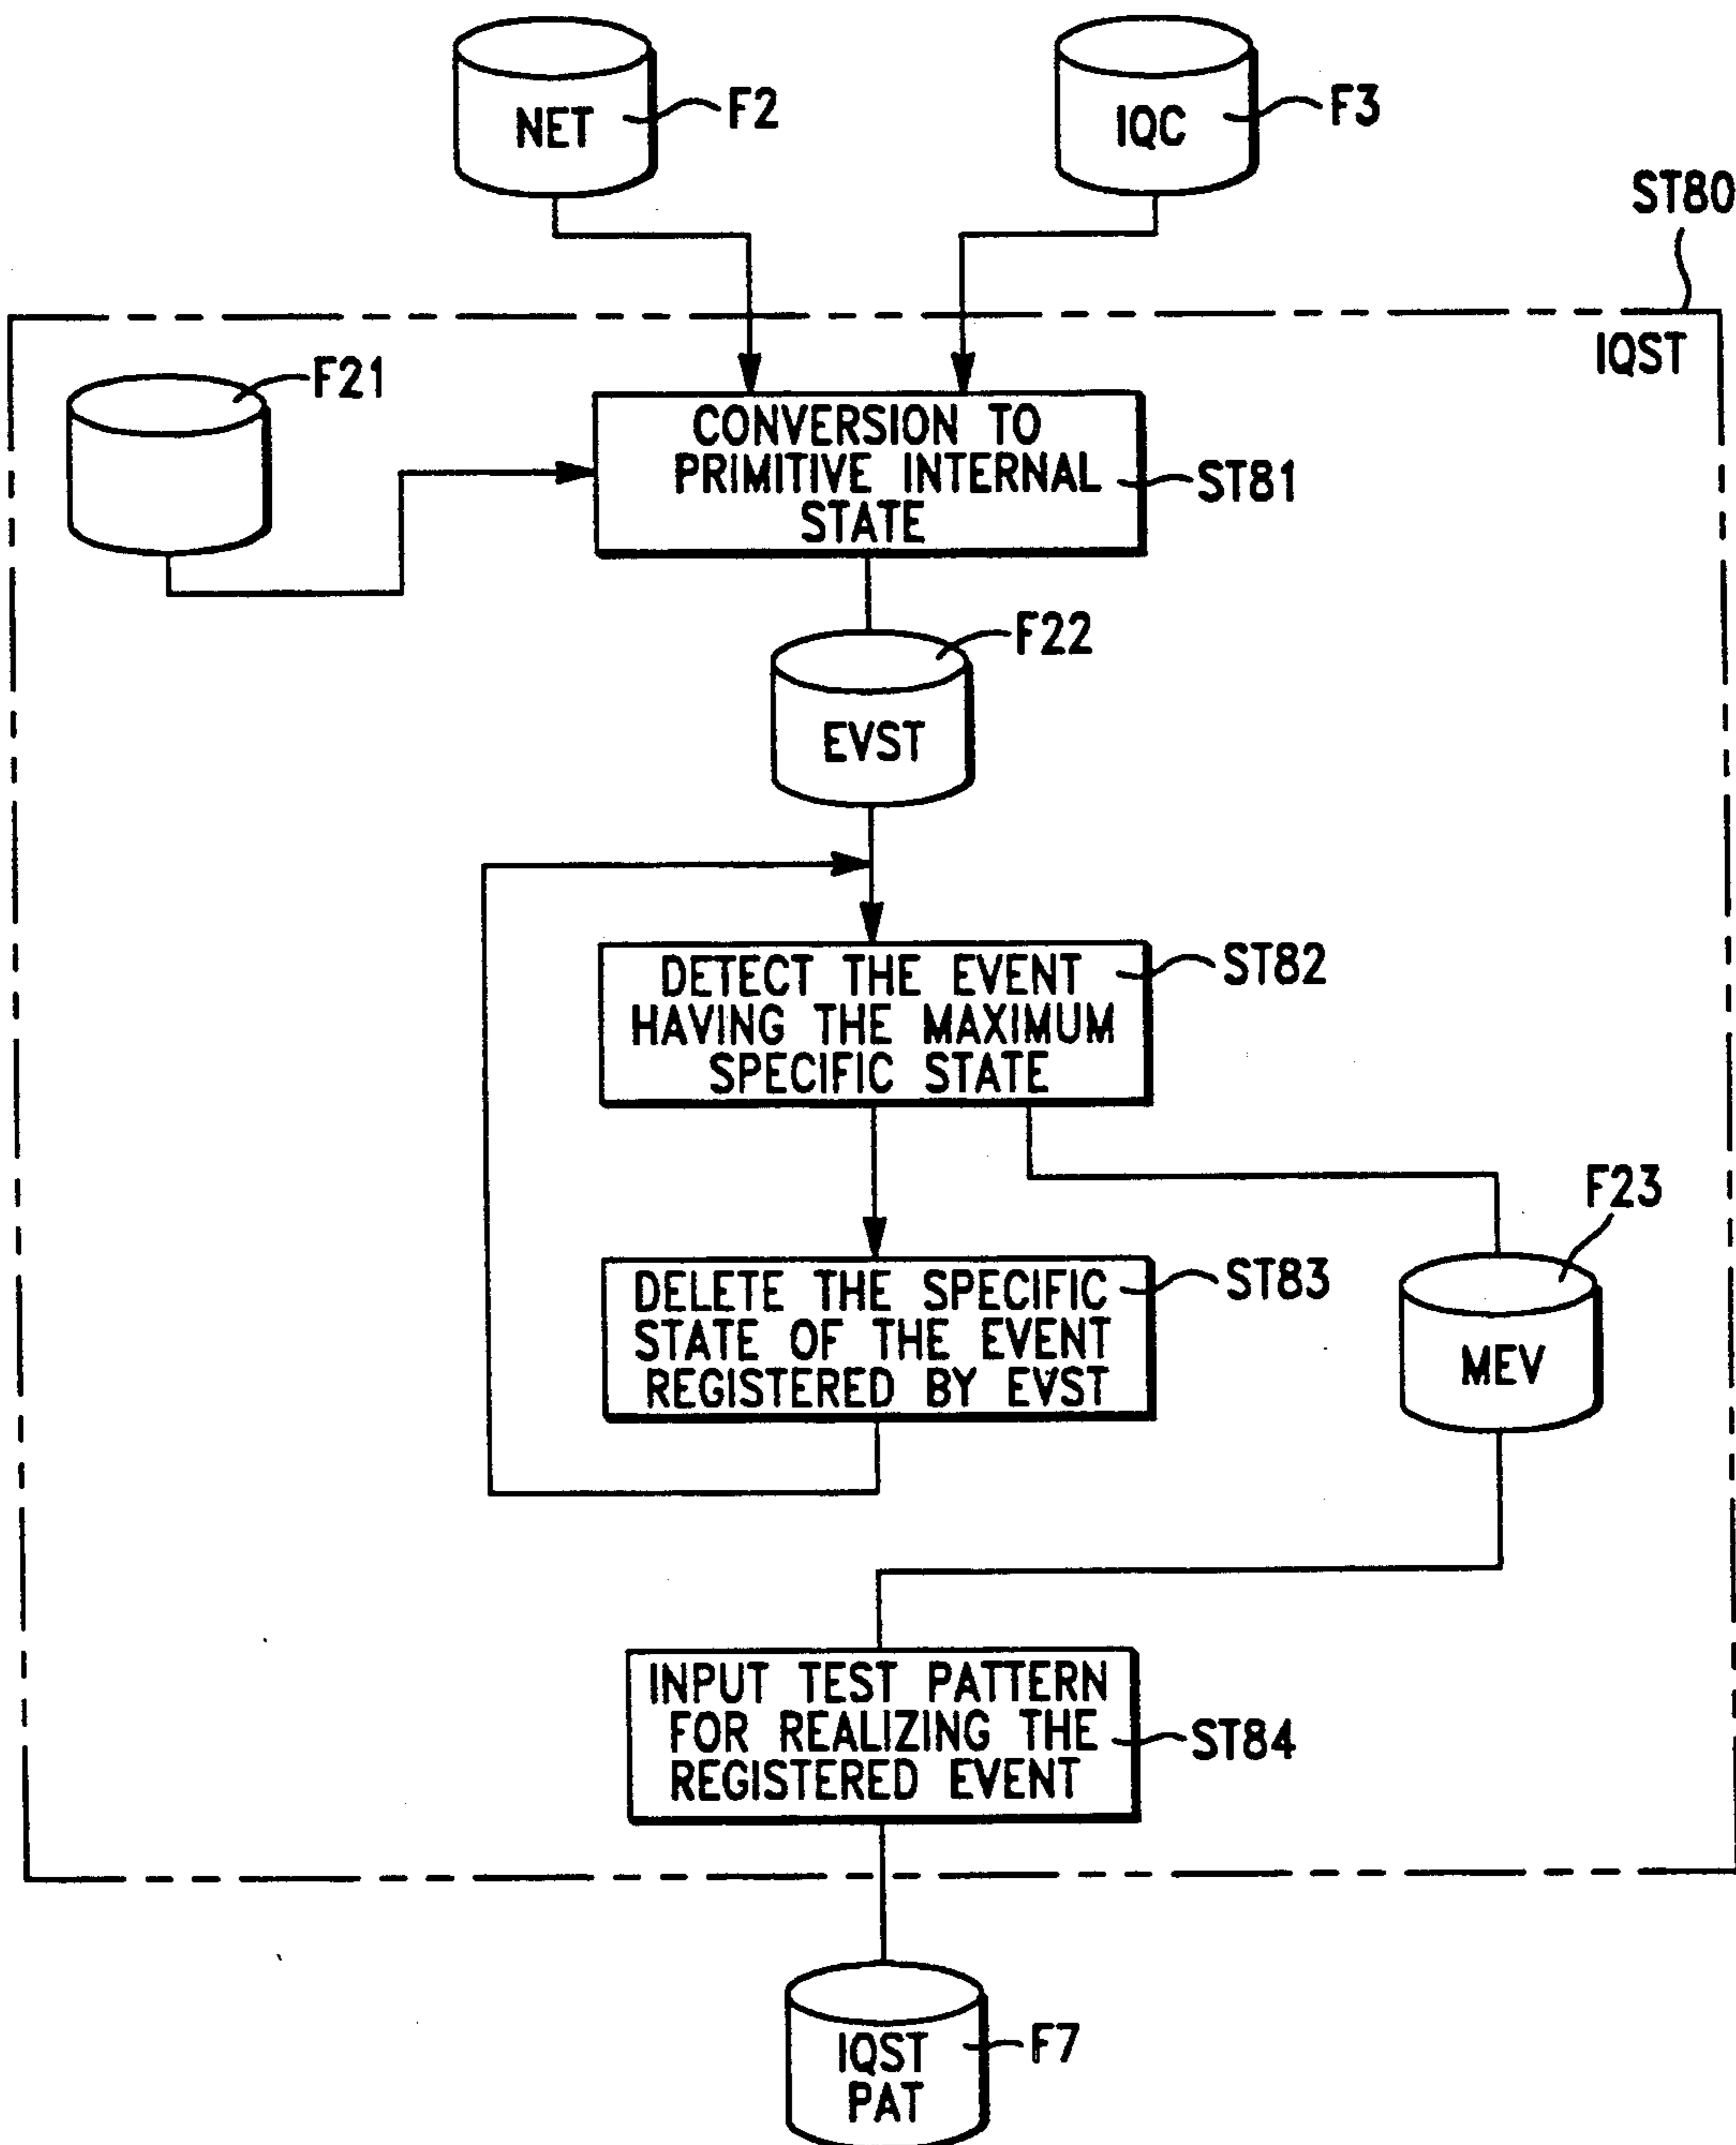 NET
F2
IQC
F3
ST80
IQST
F21
CONVERSION TO
PRIMITIVE INTERNAL
STATE
ST81
F22
EVST
DETECT THE EVENT
HAVING THE MAXIMUM
SPECIFIC STATE
ST82
DELETE THE SPECIFIC
STATE OF THE EVENT
REGISTERED BY EVST
ST83
F23
MEV
INPUT TEST PATTERN
FOR REALIZING THE
REGISTERED EVENT
ST84
IQST
PAT
F7